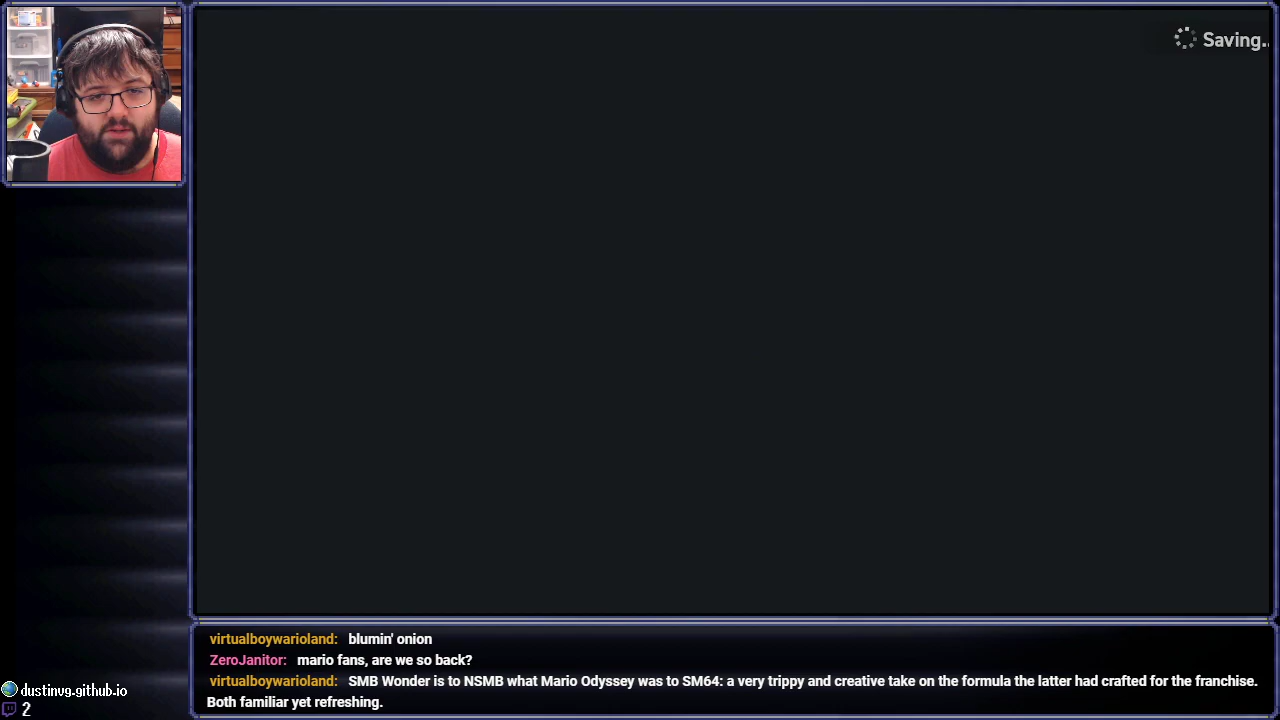 Saving..
virtualboywarioland: blumin' onion
ZeroJanitor: mario fans, are we so back?
virtualboywarioland: SMB Wonder is to NSMB what Mario Odyssey was to SM64: a very trippy and creative take on the formula the latter had crafted for the franchise.
Both familiar yet refreshing.
dustinvg.github.io
2